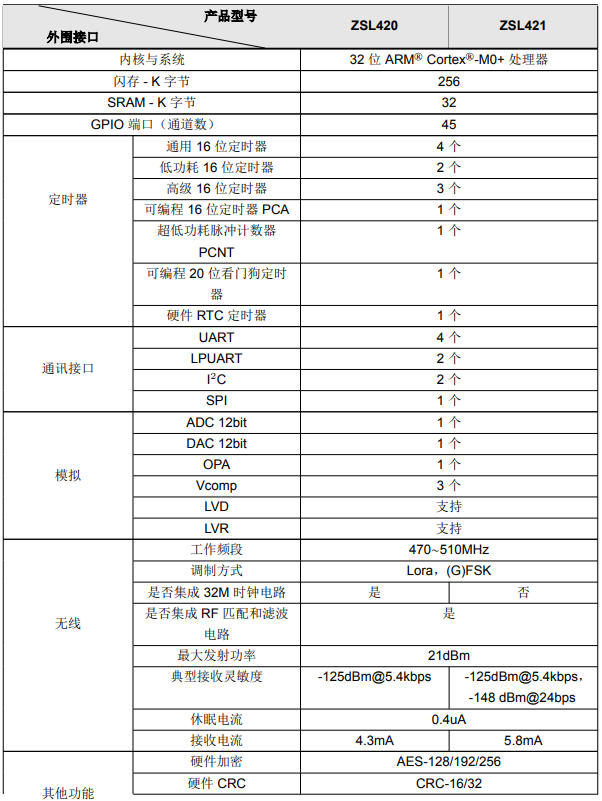 产品型号 ZSL420 ZSL421
外围接口
内核与系统 32 位 ARM® Cortex®-M0+ 处理器
闪存 - K 字节 256
SRAM - K 字节 32
GPIO 端口（通道数） 45
定时器 通用 16 位定时器 4 个
低功耗 16 位定时器 2 个
高级 16 位定时器 3 个
可编程 16 位定时器 PCA 1 个
超低功耗脉冲计数器 1 个
PCNT
可编程 20 位看门狗定时 1 个
器
硬件 RTC 定时器 1 个
通讯接口 UART 4 个
LPUART 2 个
I²C 2 个
SPI 1 个
模拟 ADC 12bit 1 个
DAC 12bit 1 个
OPA 1 个
Vcomp 3 个
LVD 支持
LVR 支持
无线 工作频段 470~510MHz
调制方式 Lora，(G)FSK
是否集成 32M 时钟电路 是 否
是否集成 RF 匹配和滤波 是
电路
最大发射功率 21dBm
典型接收灵敏度 -125dBm@5.4kbps -125dBm@5.4kbps，
-148 dBm@24bps
休眠电流 0.4uA
接收电流 4.3mA 5.8mA
其他功能 硬件加密 AES-128/192/256
硬件 CRC CRC-16/32